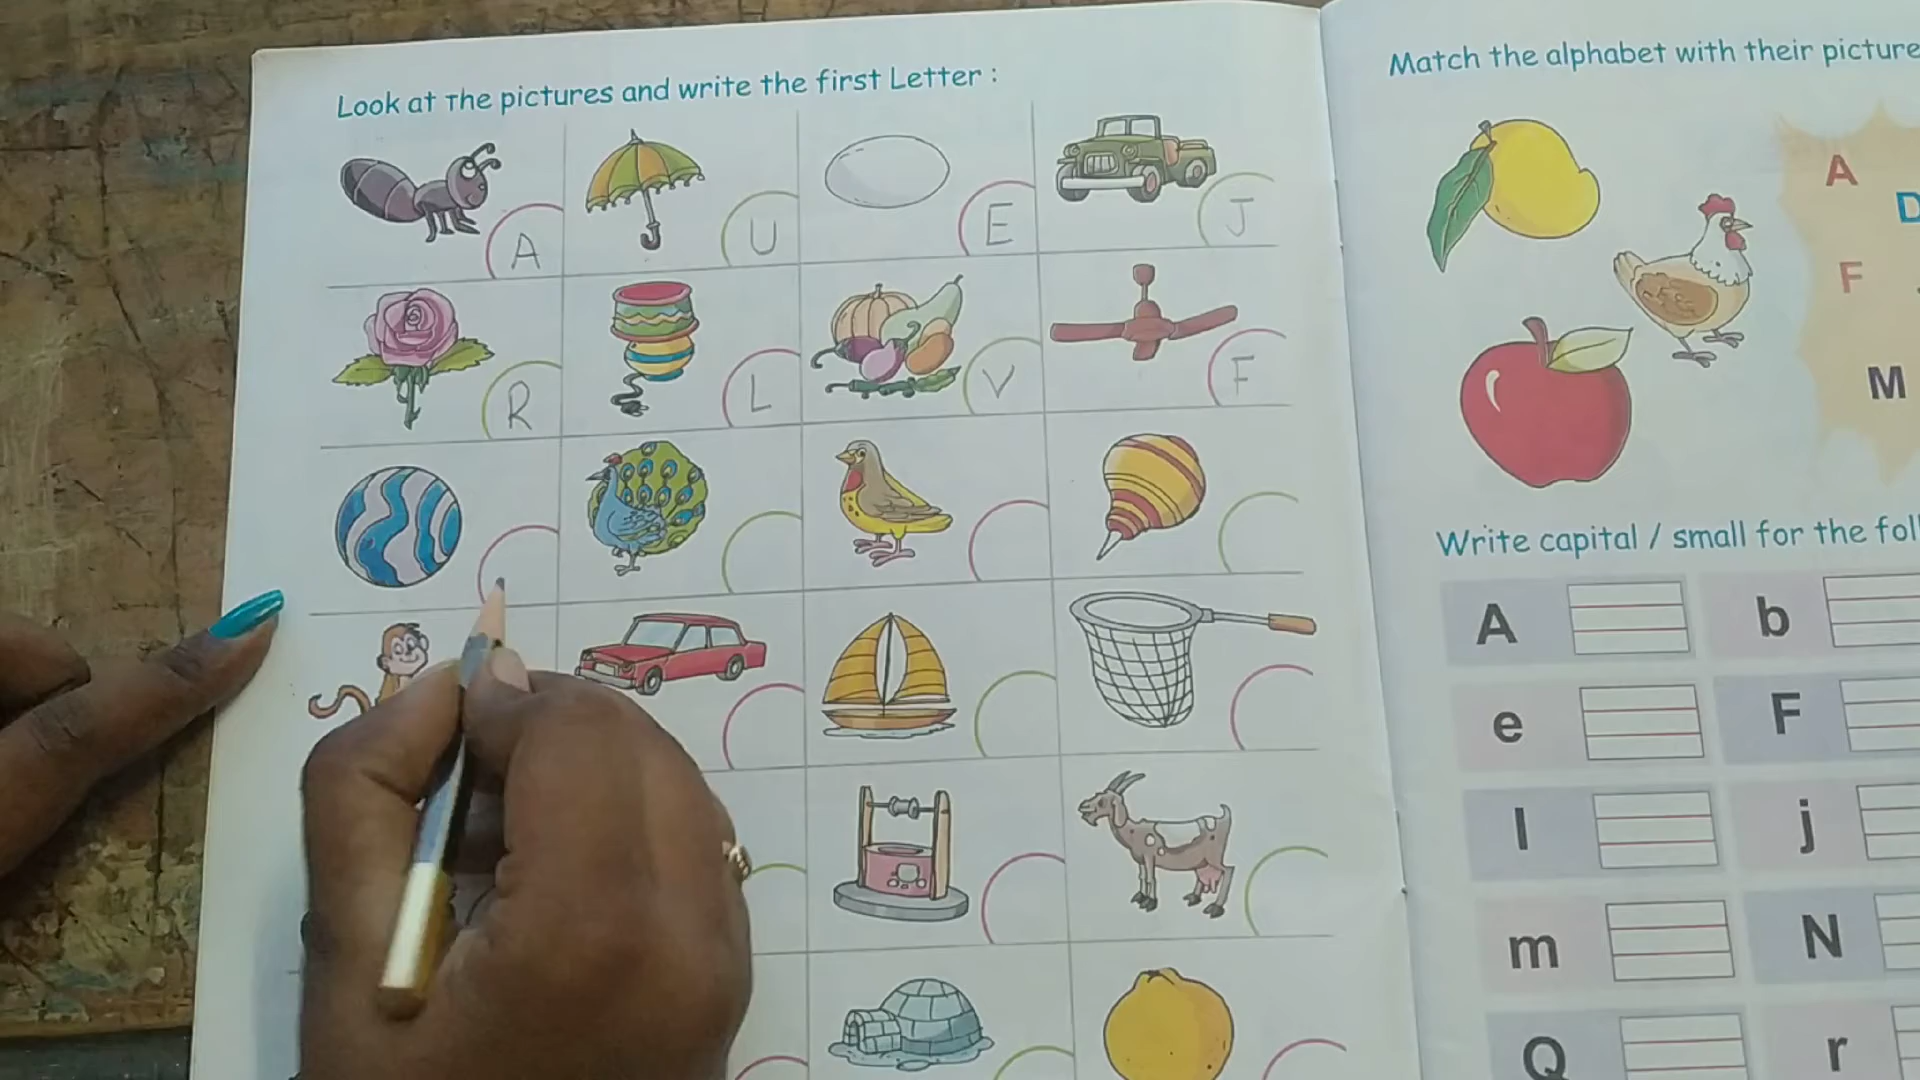 Look at The pictures and write the first Letter :
A U E J
R L V F
Match the alphabet with their picture
A
D
F
M
Write capital / small for the
A b
e F
l j
m N
Q r